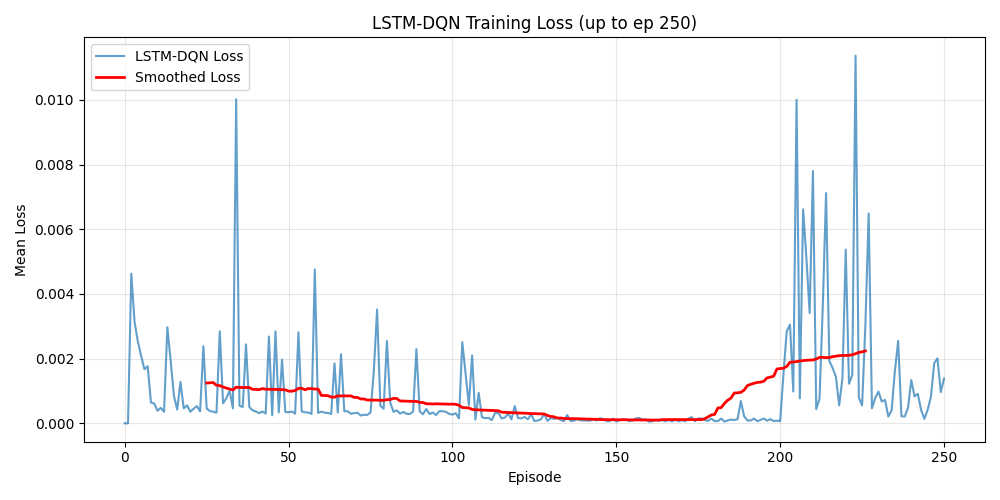 LSTM-DQN Training Loss (up to ep 250)
LSTM-DQN Loss
Smoothed Loss
Mean Loss
0.010
0.008
0.006
0.004
0.002
0.000
0 50 100 150 200 250
Episode